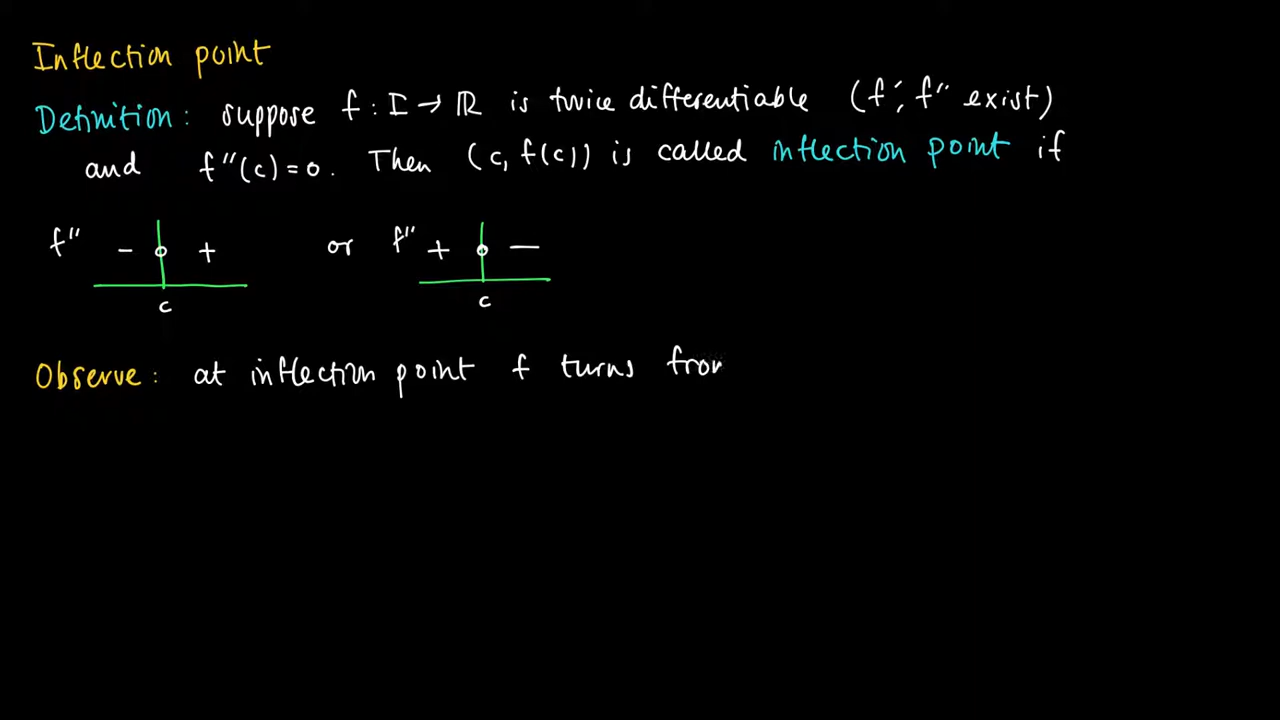 Inflection point
Definition: suppose f: I → ℝ is twice differentiable (f', f'' exist)
and f''(c)=0. Then (c, f(c)) is called inflection point if
f'' - + or f'' + —
c c
Observe: at inflection point f turns from